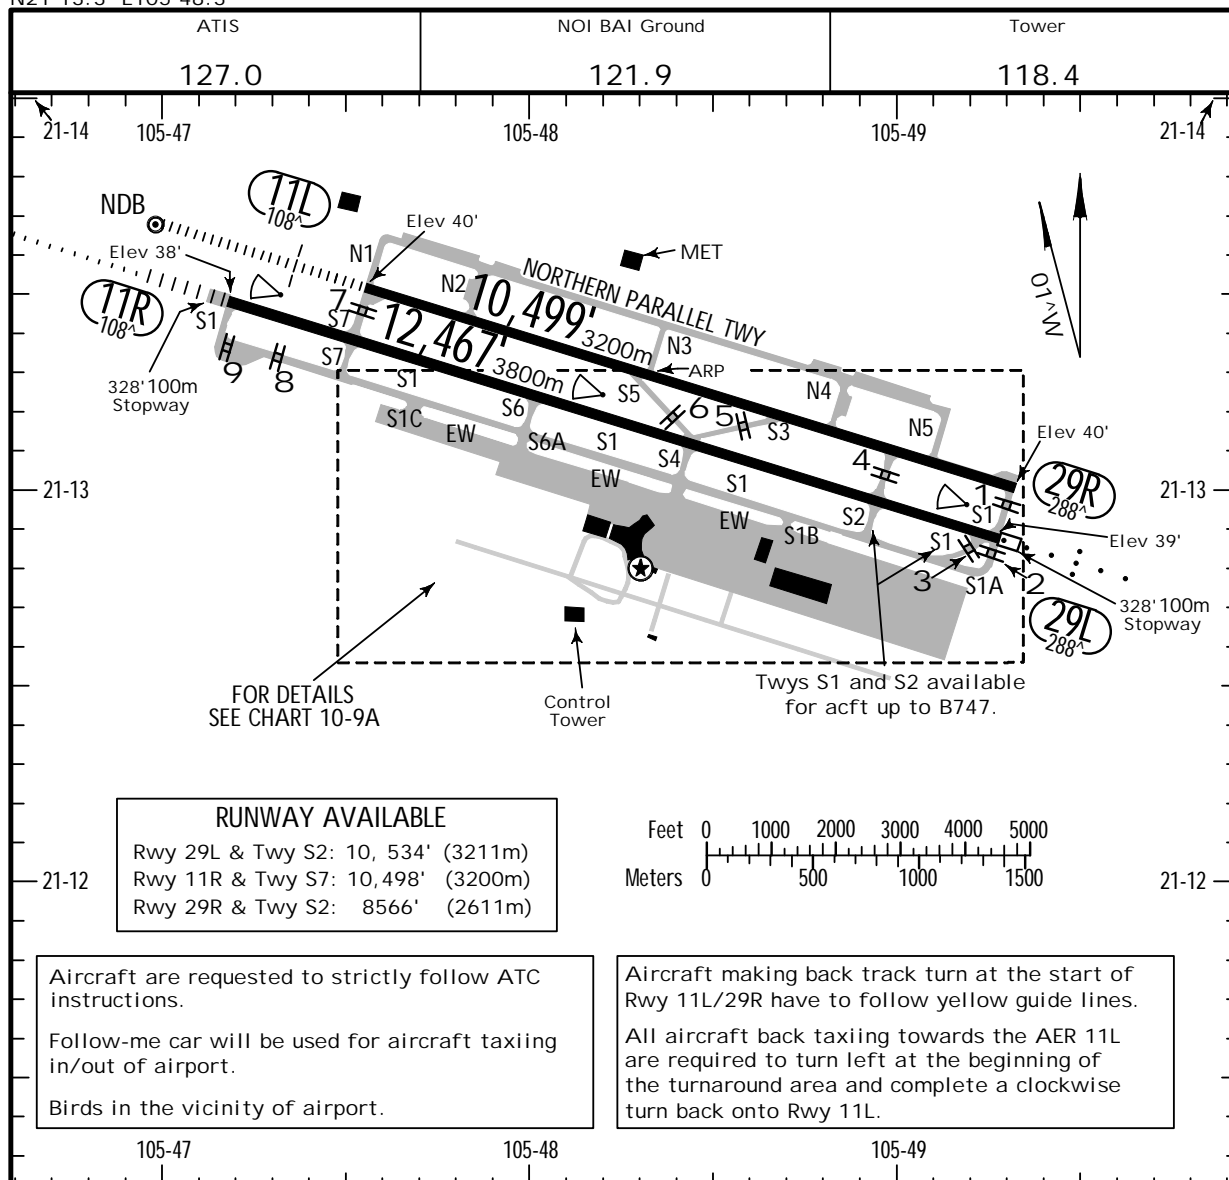 ATIS
NOI BAI Ground
Tower
127.0
121.9
118.4
21-14
105-47
105-48
105-49
21-14
11L
108^
NDB
Elev 40'
MET
Elev 38'
N1
N2
NORTHERN PARALLEL TWY
10,499'
3200m
12,467'
3800m
11R
108^
01^W
S1
7
S1
S7
9
8
328' 100m
Stopway
S1
N3
ARP
S5
N4
S1C
EW
S6
S6A
S1
6
5
S3
N5
Elev 40'
S4
4
EW
S1
21-13
1
29R
288^
21-13
EW
S2
S1
S1B
S1
Elev 39'
3
S1A
2
328' 100m
Stopway
29L
288^
FOR DETAILS
SEE CHART 10-9A
Control
Tower
Twys S1 and S2 available
for acft up to B747.
RUNWAY AVAILABLE
Rwy 29L & Twy S2: 10, 534' (3211m)
Rwy 11R & Twy S7: 10,498' (3200m)
Rwy 29R & Twy S2: 8566' (2611m)
Feet 0 1000 2000 3000 4000 5000
Meters 0 500 1000 1500
21-12
21-12
Aircraft are requested to strictly follow ATC
instructions.
Follow-me car will be used for aircraft taxiing
in/out of airport.
Birds in the vicinity of airport.
Aircraft making back track turn at the start of
Rwy 11L/29R have to follow yellow guide lines.
All aircraft back taxiing towards the AER 11L
are required to turn left at the beginning of
the turnaround area and complete a clockwise
turn back onto Rwy 11L.
105-47
105-48
105-49